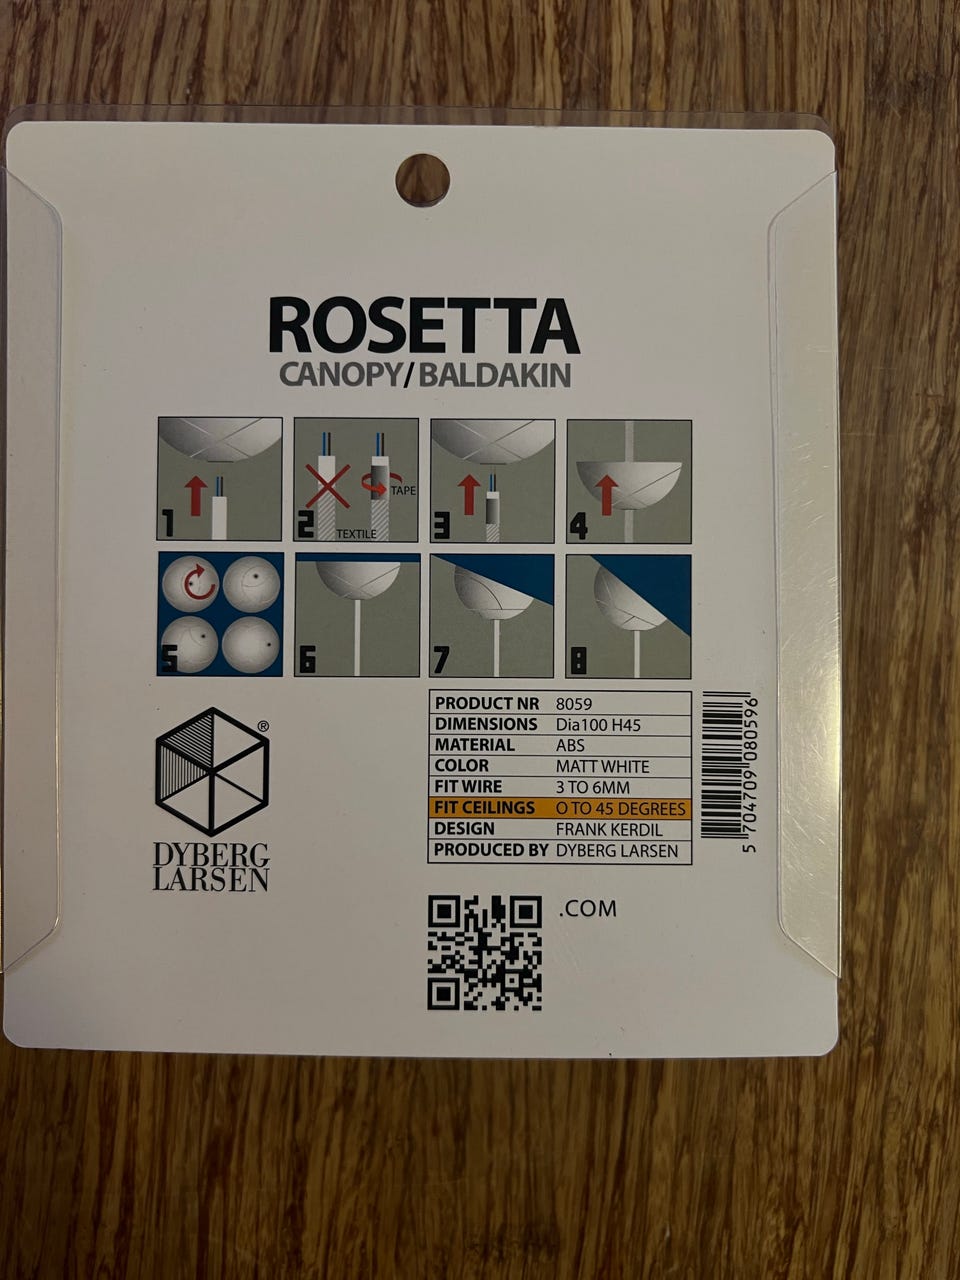 ROSETTA
CANOPY/BALDAKIN
1
2
TAPE
TEXTILE
3
4
5
6
7
8
PRODUCT NR 8059
DIMENSIONS Dia100 H45
MATERIAL ABS
COLOR MATT WHITE
FIT WIRE 3 TO 6MM
FIT CEILINGS O TO 45 DEGREES
DESIGN FRANK KERDIL
PRODUCED BY DYBERG LARSEN
5 704709 080596
®
DYBERG
LARSEN
.COM